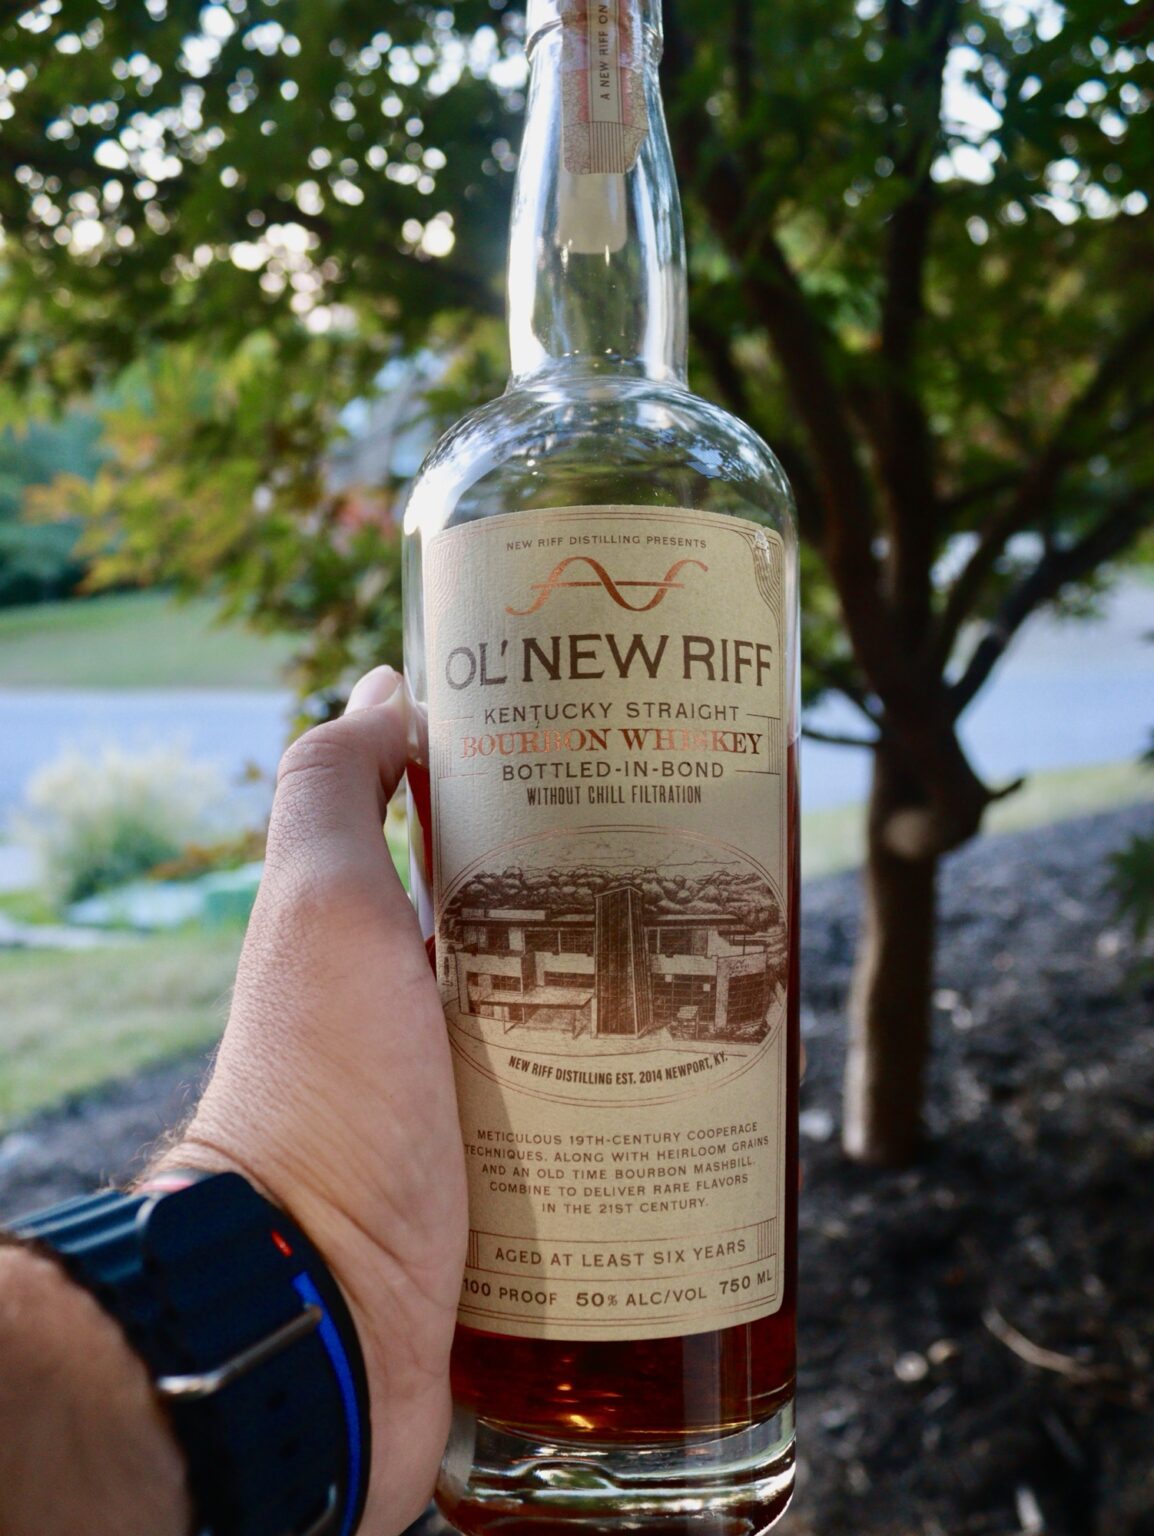 A NEW RIFF ON
NEW RIFF DISTILLING PRESENTS
OL' NEW RIFF
KENTUCKY STRAIGHT
BOURBON WHISKEY
BOTTLED-IN-BOND
WITHOUT CHILL FILTRATION
NEW RIFF DISTILLING EST. 2014 NEWPORT, KY.
METICULOUS 19TH-CENTURY COOPERAGE
TECHNIQUES, ALONG WITH HEIRLOOM GRAINS
AND AN OLD TIME BOURBON MASHBILL,
COMBINE TO DELIVER RARE FLAVORS
IN THE 21ST CENTURY.
AGED AT LEAST SIX YEARS
100 PROOF 50% ALC/VOL 750 ML